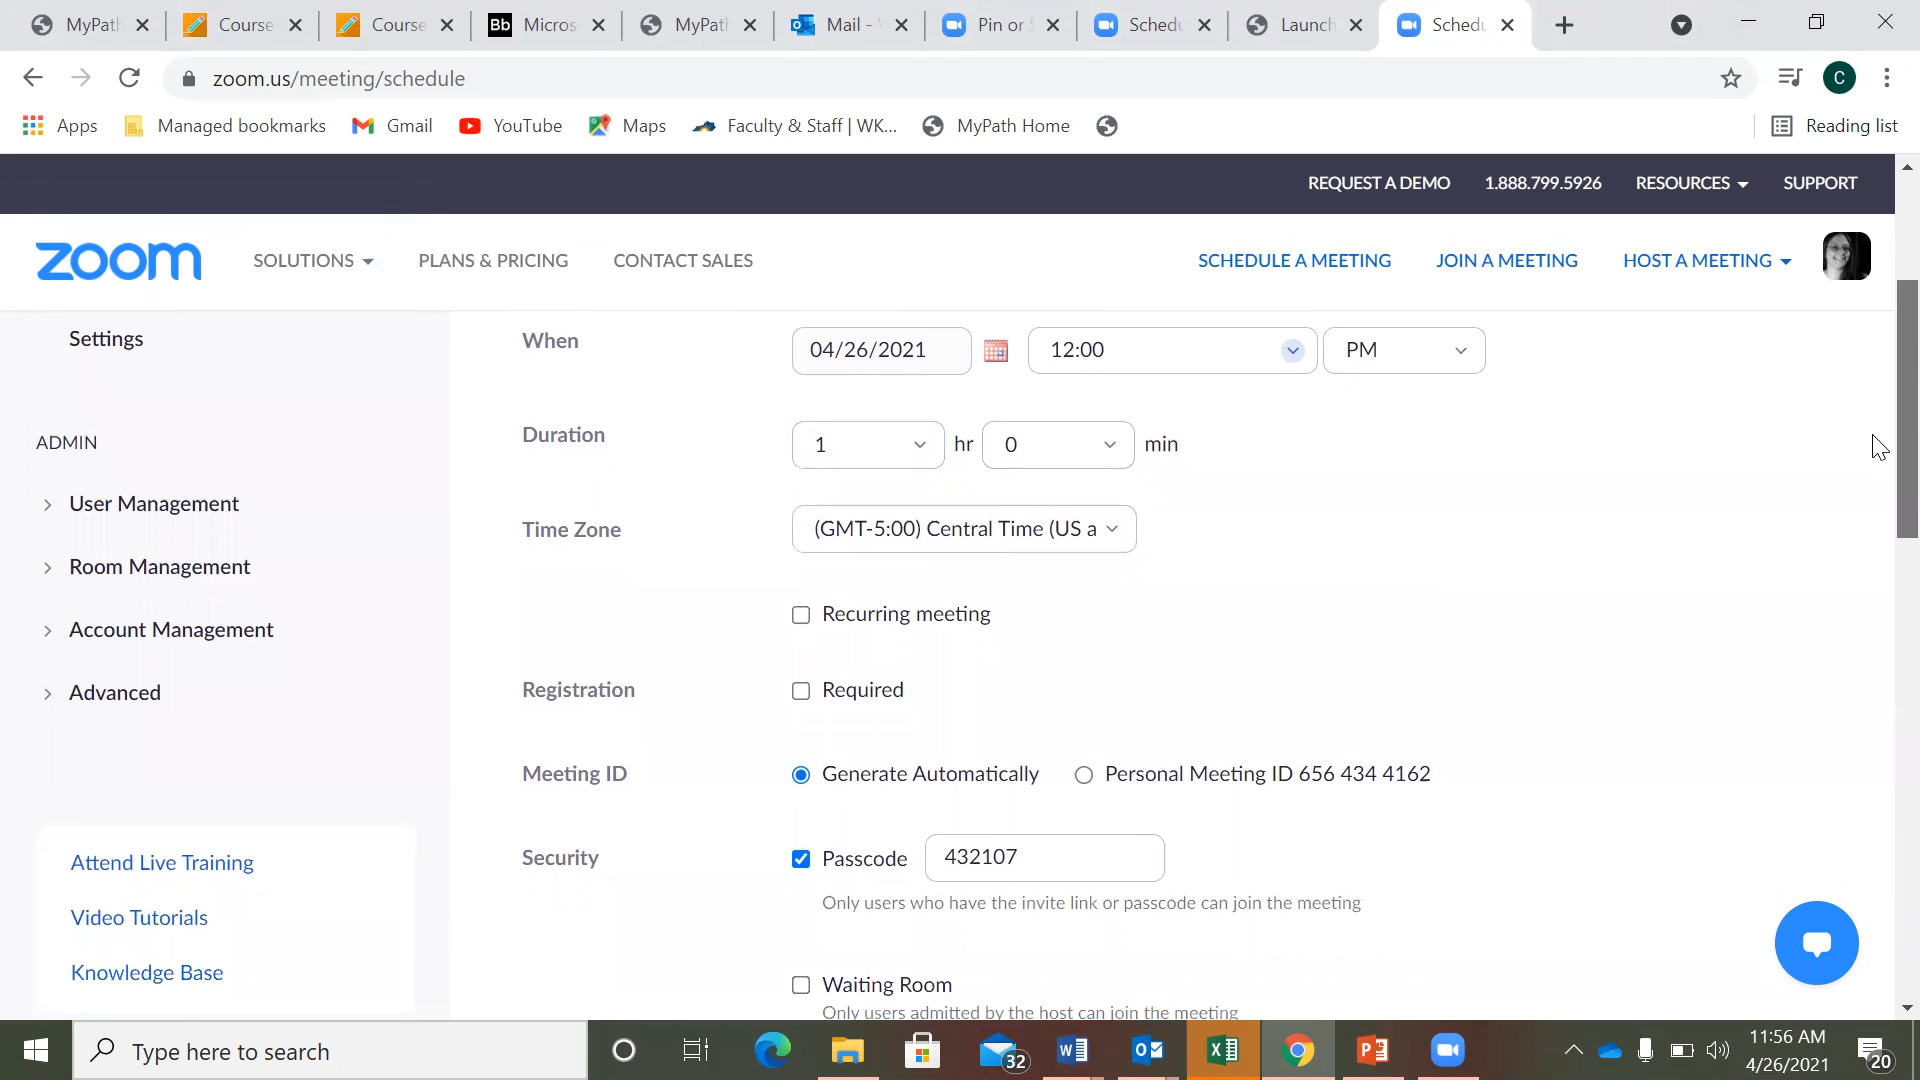 MyPath
Course
Course
Micros
MyPath
Mail -
Pin or
Schedu
Launch
Schedu
zoom.us/meeting/schedule
C
Apps
Managed bookmarks
Gmail
YouTube
Maps
Faculty & Staff | WK...
MyPath Home
Reading list
REQUEST A DEMO 1.888.799.5926 RESOURCES SUPPORT
zoom SOLUTIONS PLANS & PRICING CONTACT SALES SCHEDULE A MEETING JOIN A MEETING HOST A MEETING
Settings
ADMIN
User Management
Room Management
Account Management
Advanced
Attend Live Training
Video Tutorials
Knowledge Base
When 04/26/2021 12:00 PM
Duration 1 hr 0 min
Time Zone (GMT-5:00) Central Time (US a
Recurring meeting
Registration Required
Meeting ID Generate Automatically Personal Meeting ID 656 434 4162
Security Passcode 432107
Only users who have the invite link or passcode can join the meeting
Waiting Room
Only users admitted by the host can join the meeting
Type here to search
32
11:56 AM
4/26/2021
20